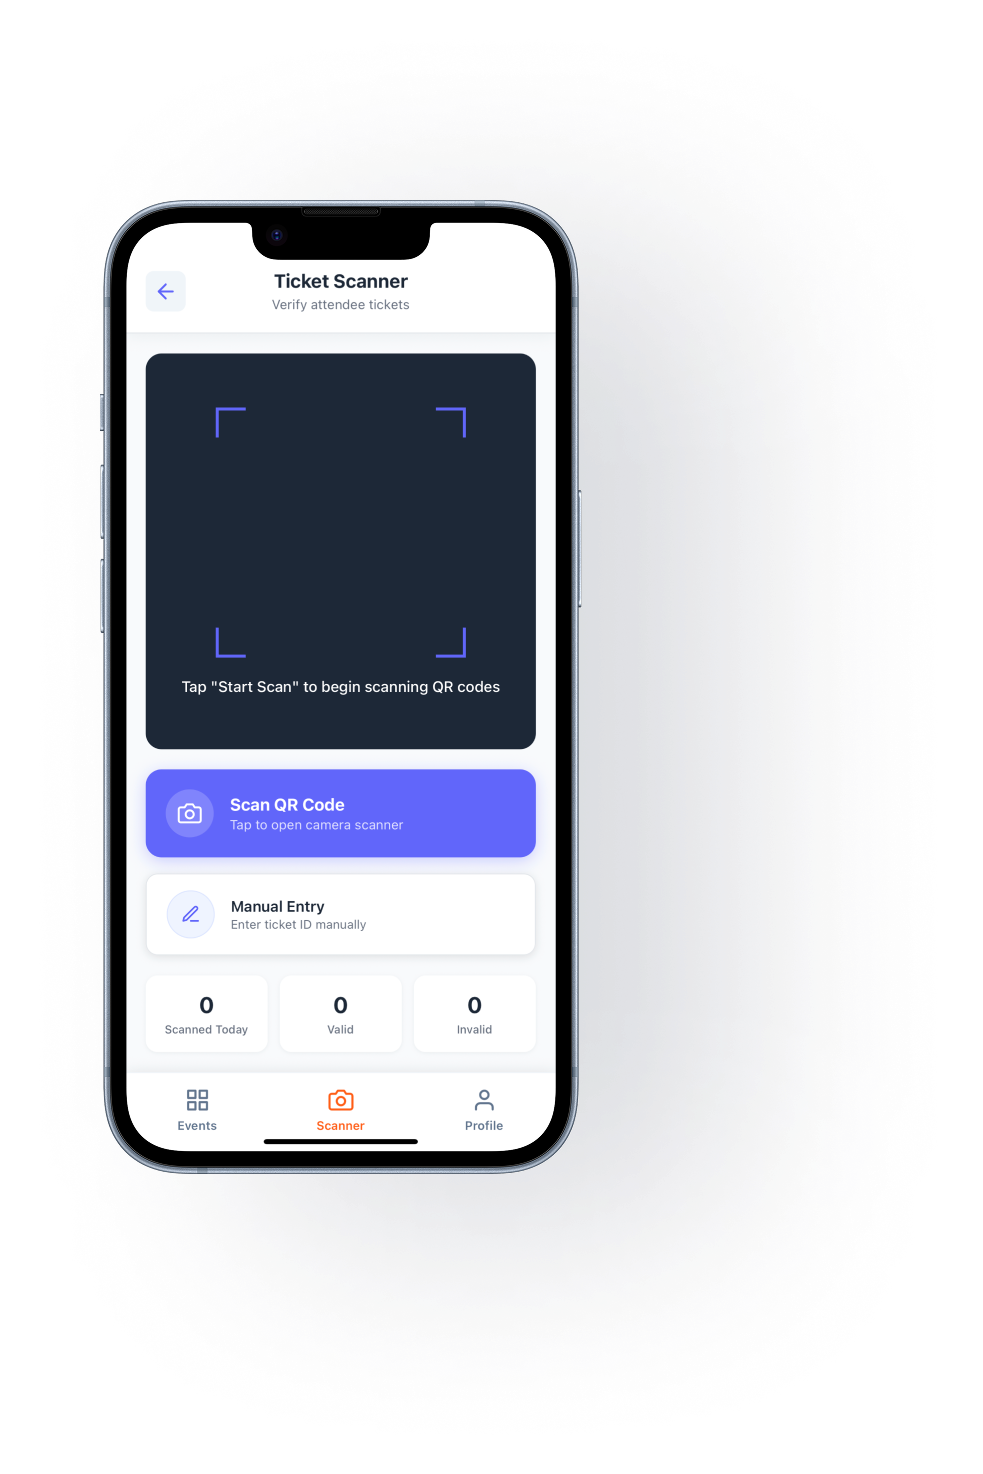 Ticket Scanner
Verify attendee tickets
Tap "Start Scan" to begin scanning QR codes
Scan QR Code
Tap to open camera scanner
Manual Entry
Enter ticket ID manually
0 0 0
Scanned Today Valid Invalid
Events Scanner Profile